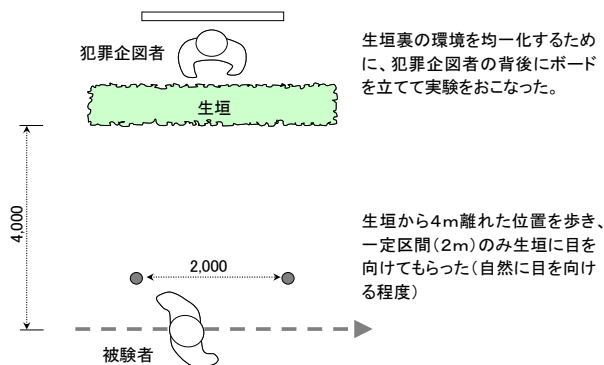 犯罪企図者
生垣
生垣裏の環境を均一化するため
に、犯罪企図者の背後にボード
を立てて実験をおこなった。
4,000
2,000
被験者
生垣から4m離れた位置を歩き、
一定区間(2m)のみ生垣に目を
向けてもらった(自然に目を向け
る程度)